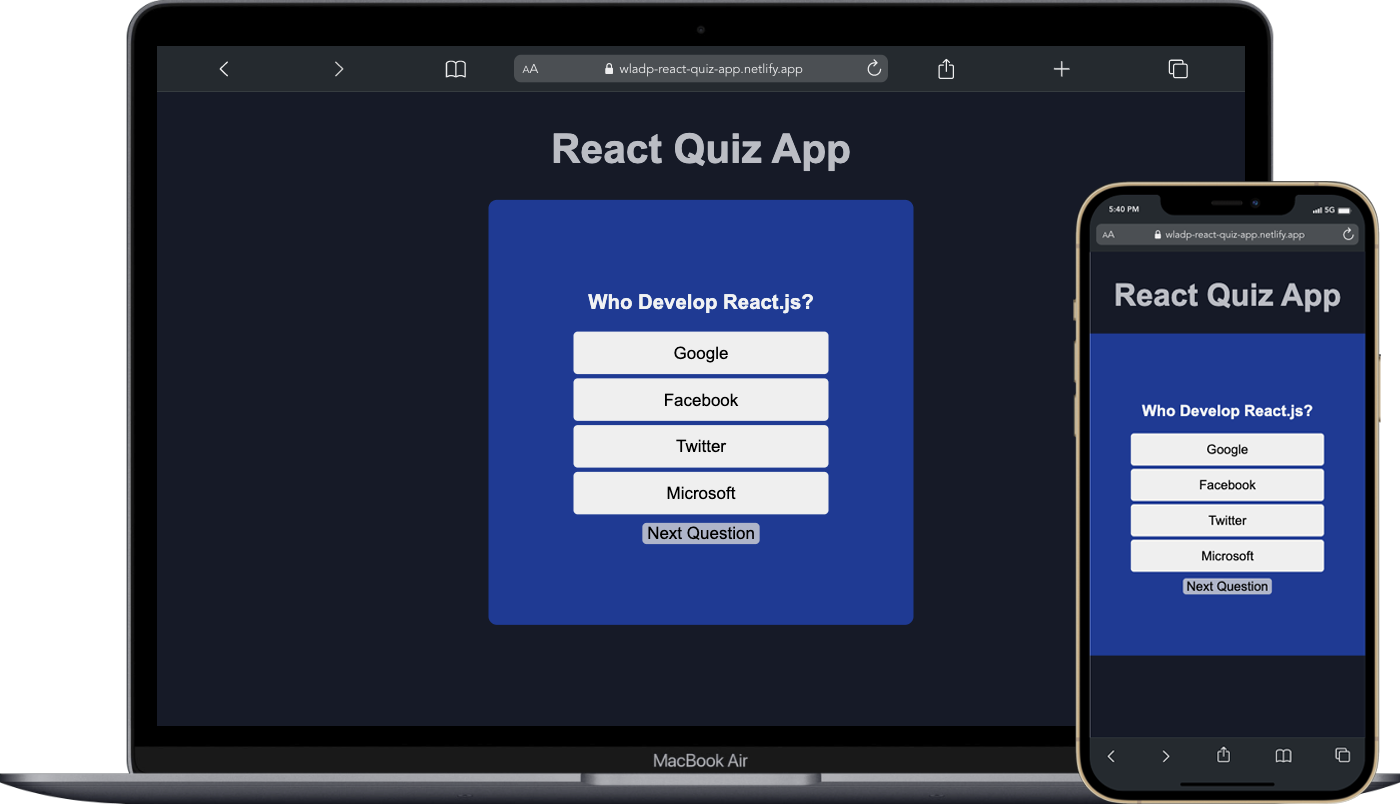 AA wladp-react-quiz-app.netlify.app
React Quiz App
Who Develop React.js?
Google
Facebook
Twitter
Microsoft
Next Question
MacBook Air
5:40 PM 5G
AA wladp-react-quiz-app.netlify.app
React Quiz App
Who Develop React.js?
Google
Facebook
Twitter
Microsoft
Next Question